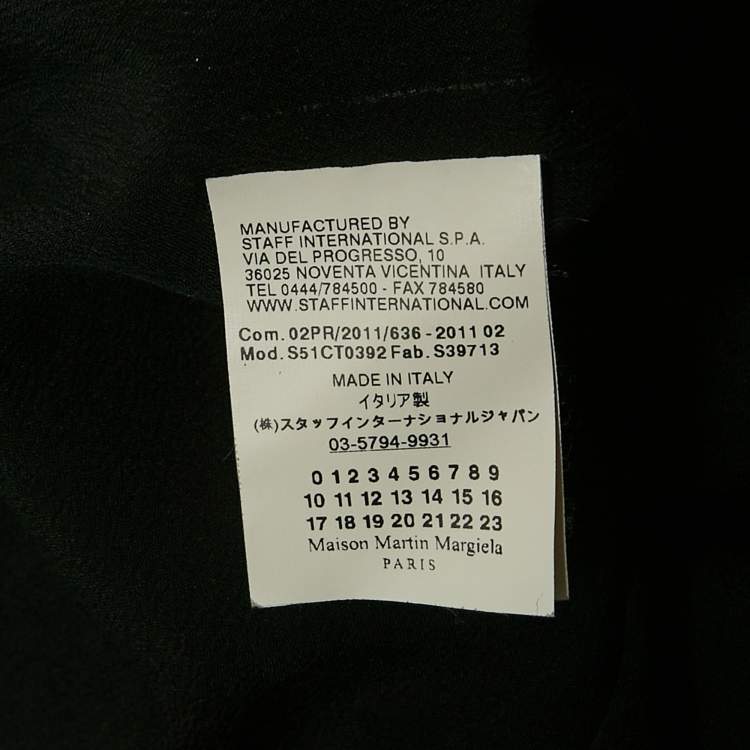 MANUFACTURED BY
STAFF INTERNATIONAL S.P.A.
VIA DEL PROGRESSO, 10
36025 NOVENTA VICENTINA ITALY
TEL 0444/784500 - FAX 784580
WWW.STAFFINTERNATIONAL.COM
Com. 02PR/2011/636 - 2011 02
Mod. S51CT0392 Fab. S39713
MADE IN ITALY
イタリア製
(株)スタッフインターナショナルジャパン
03-5794-9931
0 1 2 3 4 5 6 7 8 9
10 11 12 13 14 15 16
17 18 19 20 21 22 23
Maison Martin Margiela
PARIS